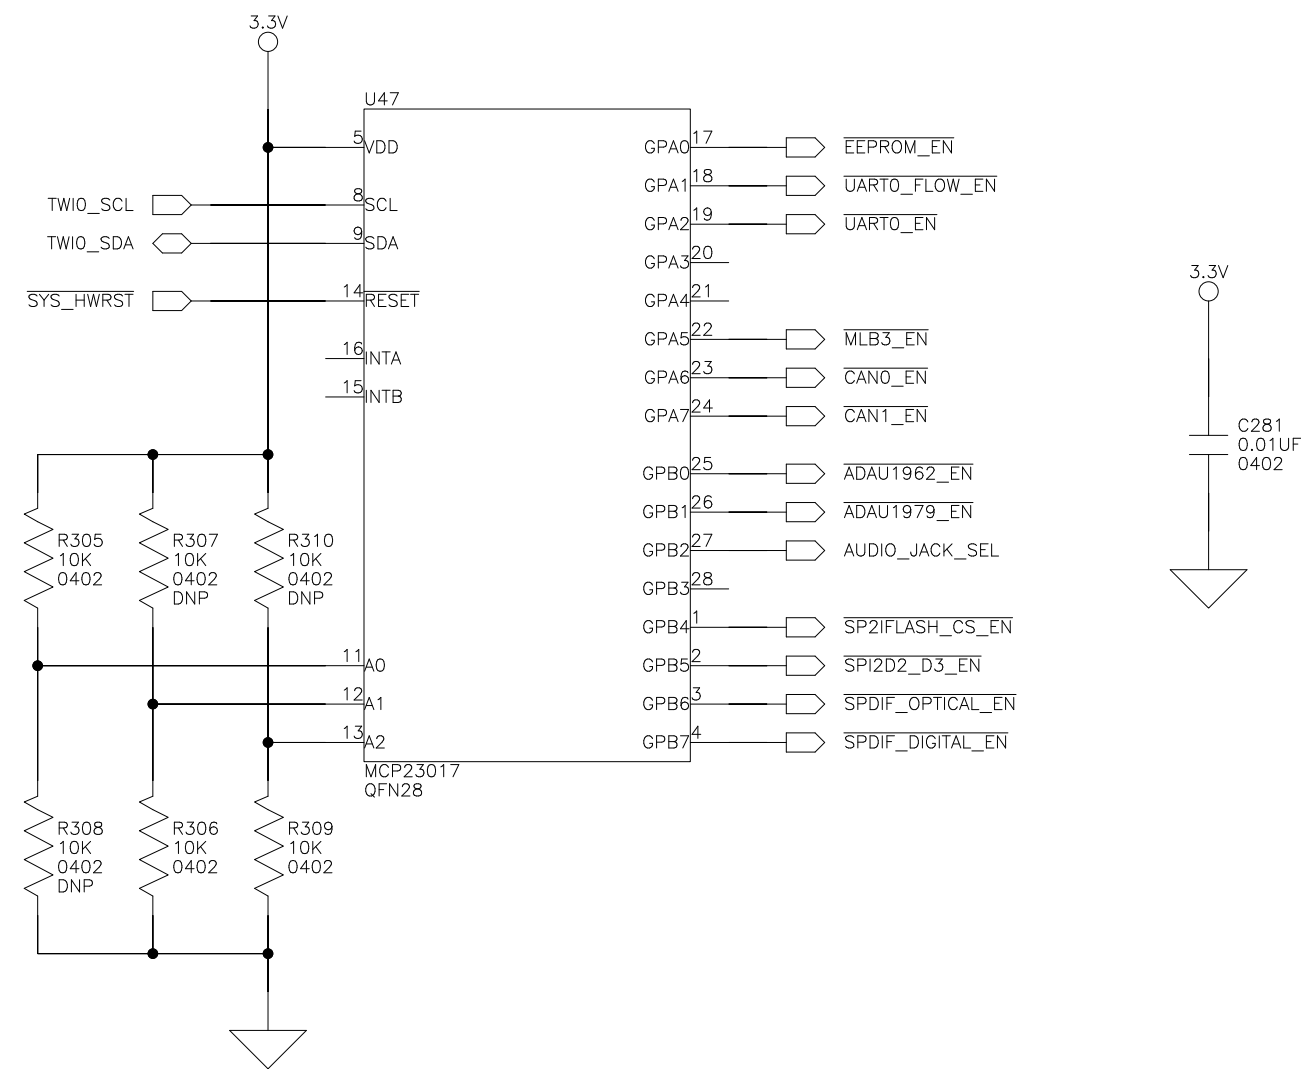 3.3V
U47
5 VDD
GPA0 17
EEPROM_EN
GPA1 18
UART0_FLOW_EN
TWI0_SCL
8 SCL
GPA2 19
UART0_EN
TWI0_SDA
9 SDA
GPA3 20
3.3V
SYS_HWRST
14 RESET
GPA4 21
GPA5 22
MLB3_EN
16 INTA
GPA6 23
CAN0_EN
15 INTB
GPA7 24
CAN1_EN
C281
0.01UF
0402
GPB0 25
ADAU1962_EN
GPB1 26
ADAU1979_EN
R305
10K
0402
R307
10K
0402
DNP
R310
10K
0402
DNP
GPB2 27
AUDIO_JACK_SEL
GPB3 28
GPB4 1
SP2IFLASH_CS_EN
11 A0
GPB5 2
SPI2D2_D3_EN
12 A1
GPB6 3
SPDIF_OPTICAL_EN
13 A2
GPB7 4
SPDIF_DIGITAL_EN
MCP23017
QFN28
R308
10K
0402
DNP
R306
10K
0402
R309
10K
0402